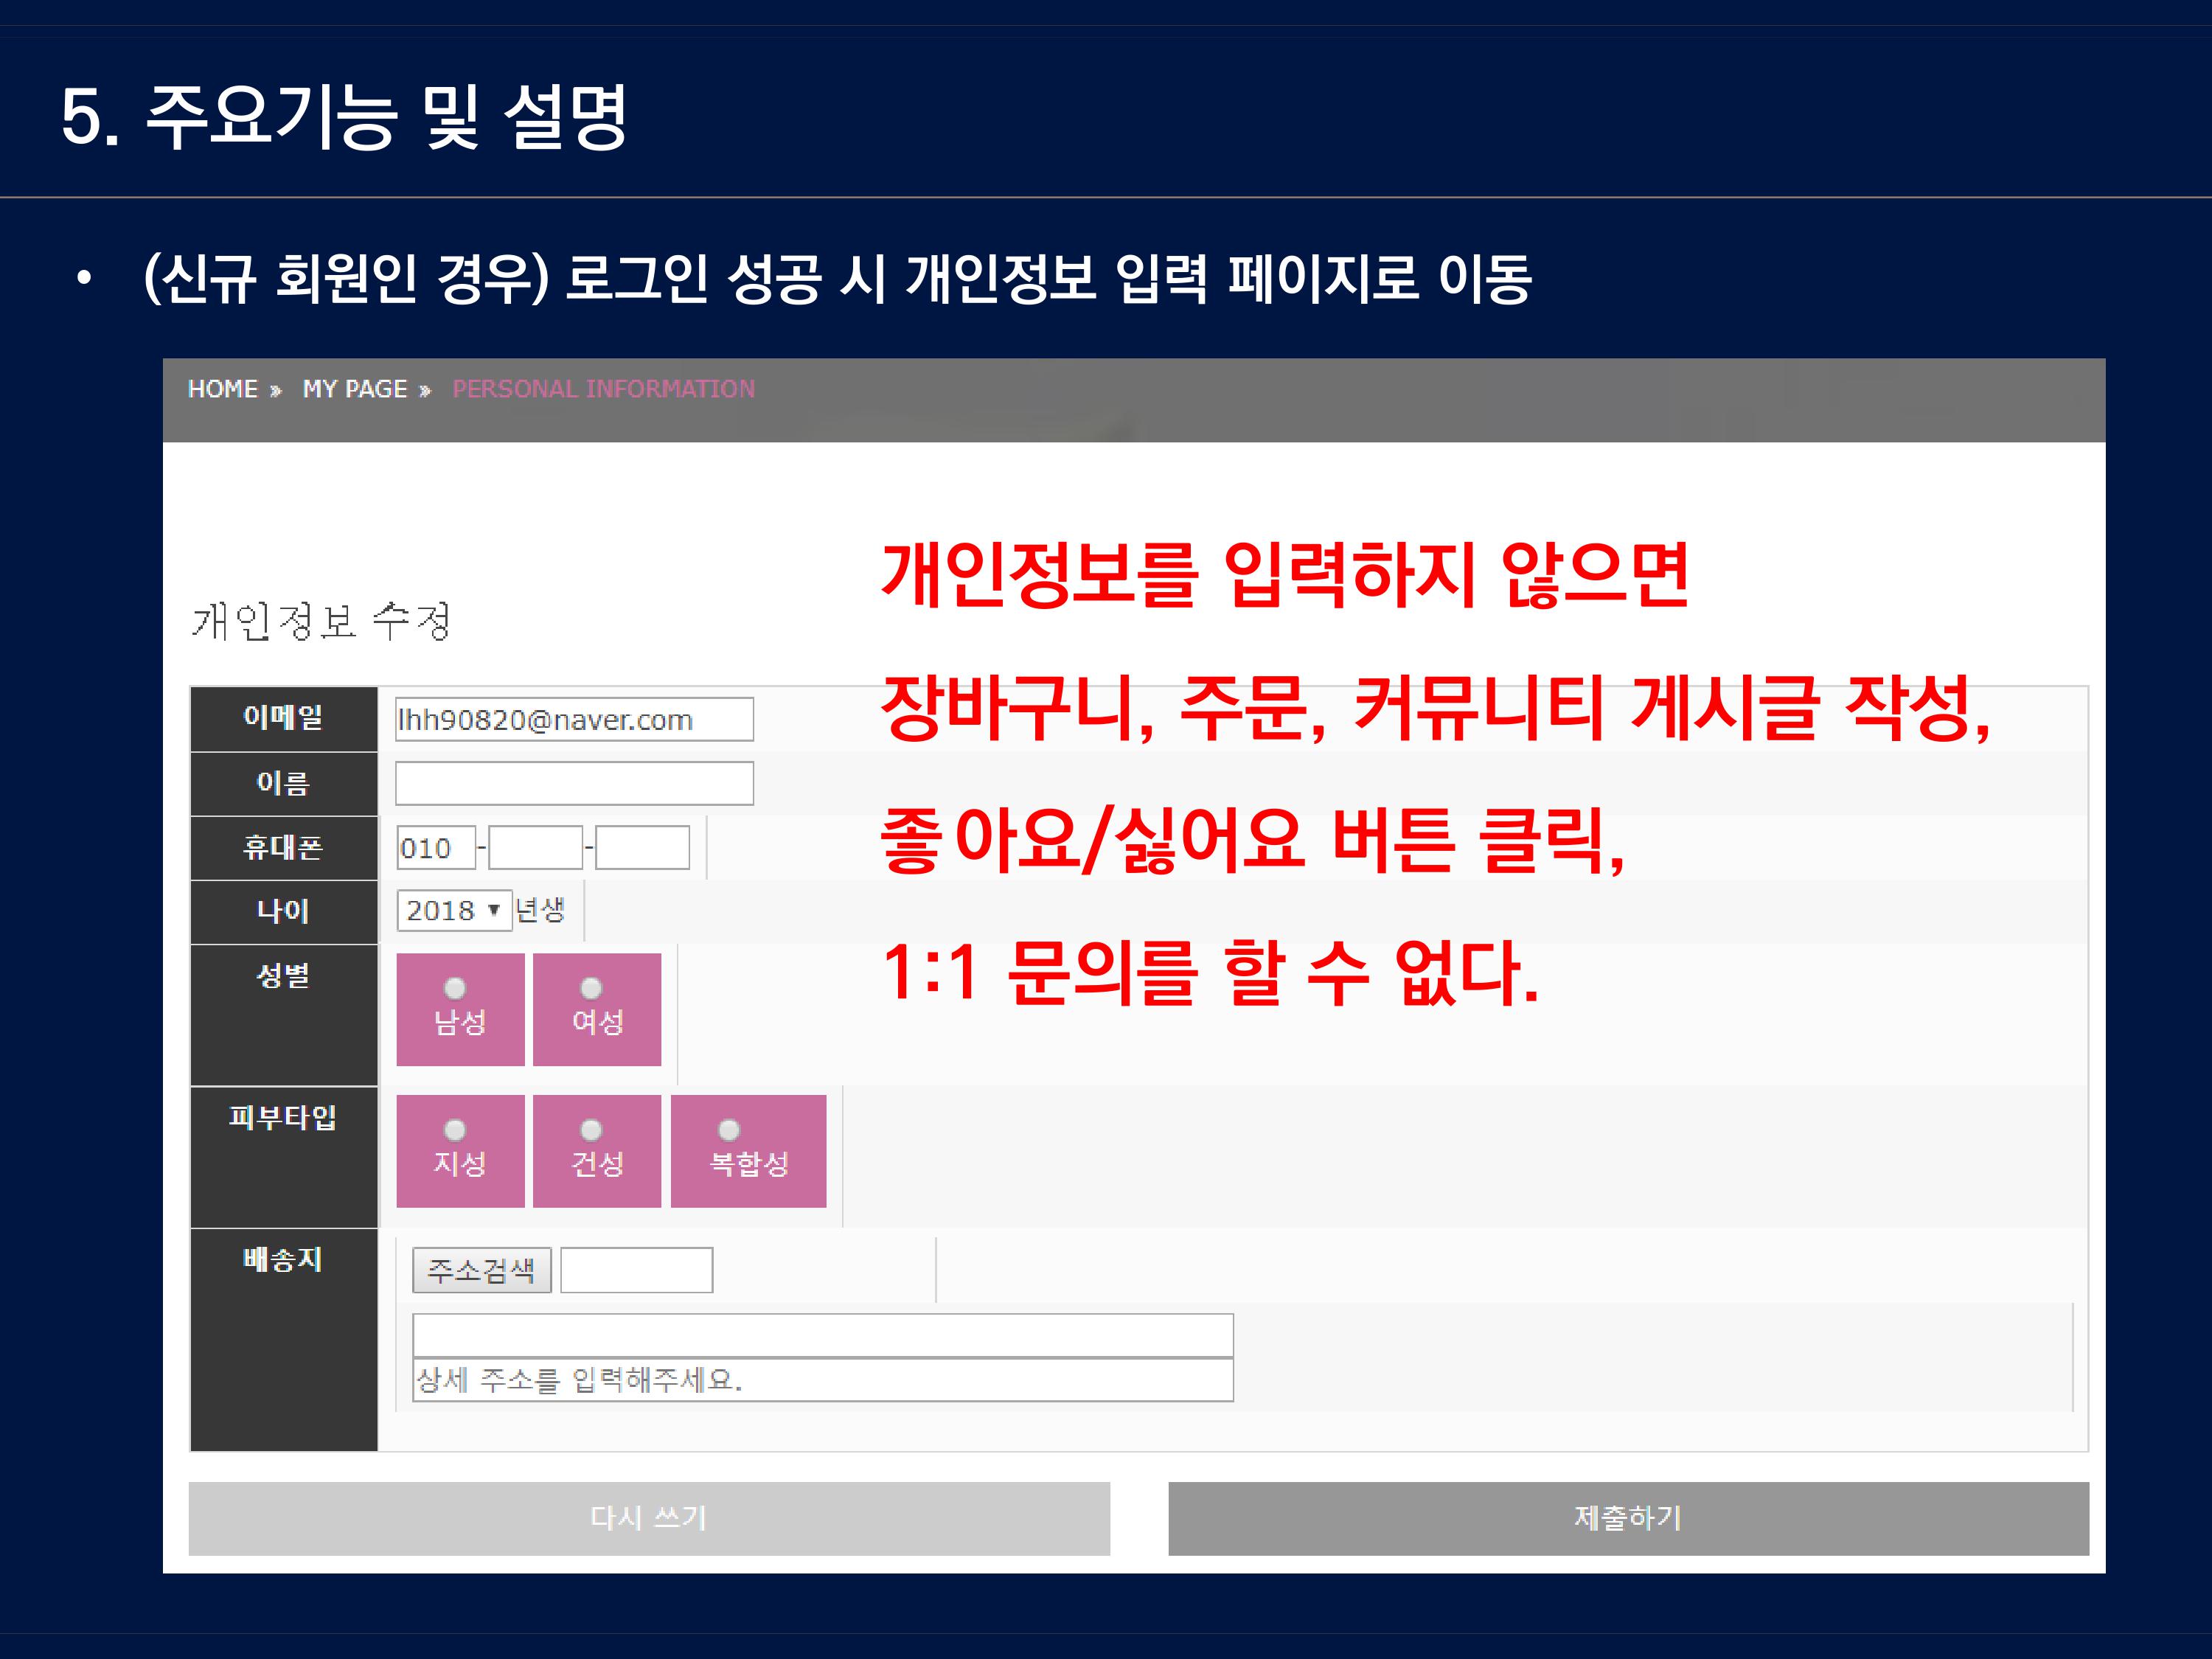 5. 주요기능 및 설명
• (신규 회원인 경우) 로그인 성공 시 개인정보 입력 페이지로 이동
HOME » MY PAGE » PERSONAL INFORMATION
개인정보를 입력하지 않으면
장바구니, 주문, 커뮤니티 게시글 작성,
좋아요/싫어요 버튼 클릭,
1:1 문의를 할 수 없다.
개인정보 수정
이메일 lhh90820@naver.com
이름
휴대폰 010 - -
나이 2018 ▼ 년생
성별 남성 여성
피부타입 지성 건성 복합성
배송지 주소검색
상세 주소를 입력해주세요.
다시 쓰기 제출하기